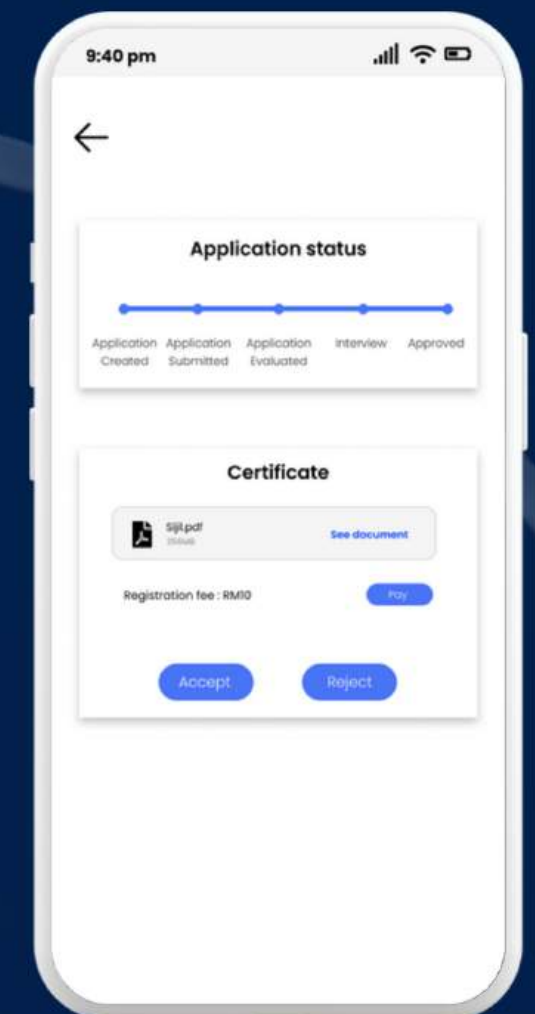 9:40 pm
Application status
Application Application Application Interview Approved
Created Submitted Evaluated
Certificate
Sijil.pdf
See document
Registration fee : RM10
Pay
Accept
Reject